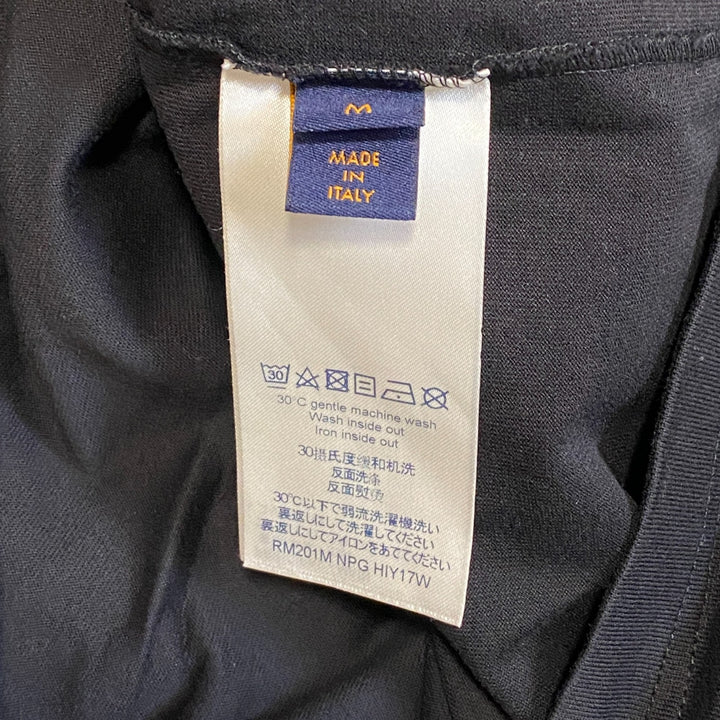 M
MADE
IN
ITALY
30
30°C gentle machine wash
Wash inside out
Iron inside out
30摄氏度缓和机洗
反面洗涤
反面熨烫
30℃以下で弱流洗濯機洗い
裏返しにして洗濯してください
裏返しにしてアイロンをあててください
RM201M NPG HIY17W